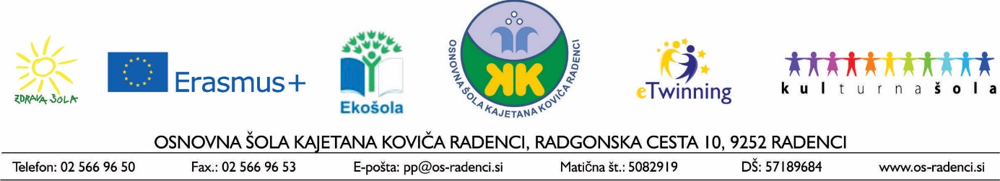 ZDRAVA ŠOLA
Erasmus+
Ekošola
OSNOVNA ŠOLA KAJETANA KOVIČA RADENCI
KK
eTwinning
kulturnašola
OSNOVNA ŠOLA KAJETANA KOVIČA RADENCI, RADGONSKA CESTA 10, 9252 RADENCI
Telefon: 02 566 96 50 Fax.: 02 566 96 53 E-pošta: pp@os-radenci.si Matična št.: 5082919 DŠ: 57189684 www.os-radenci.si